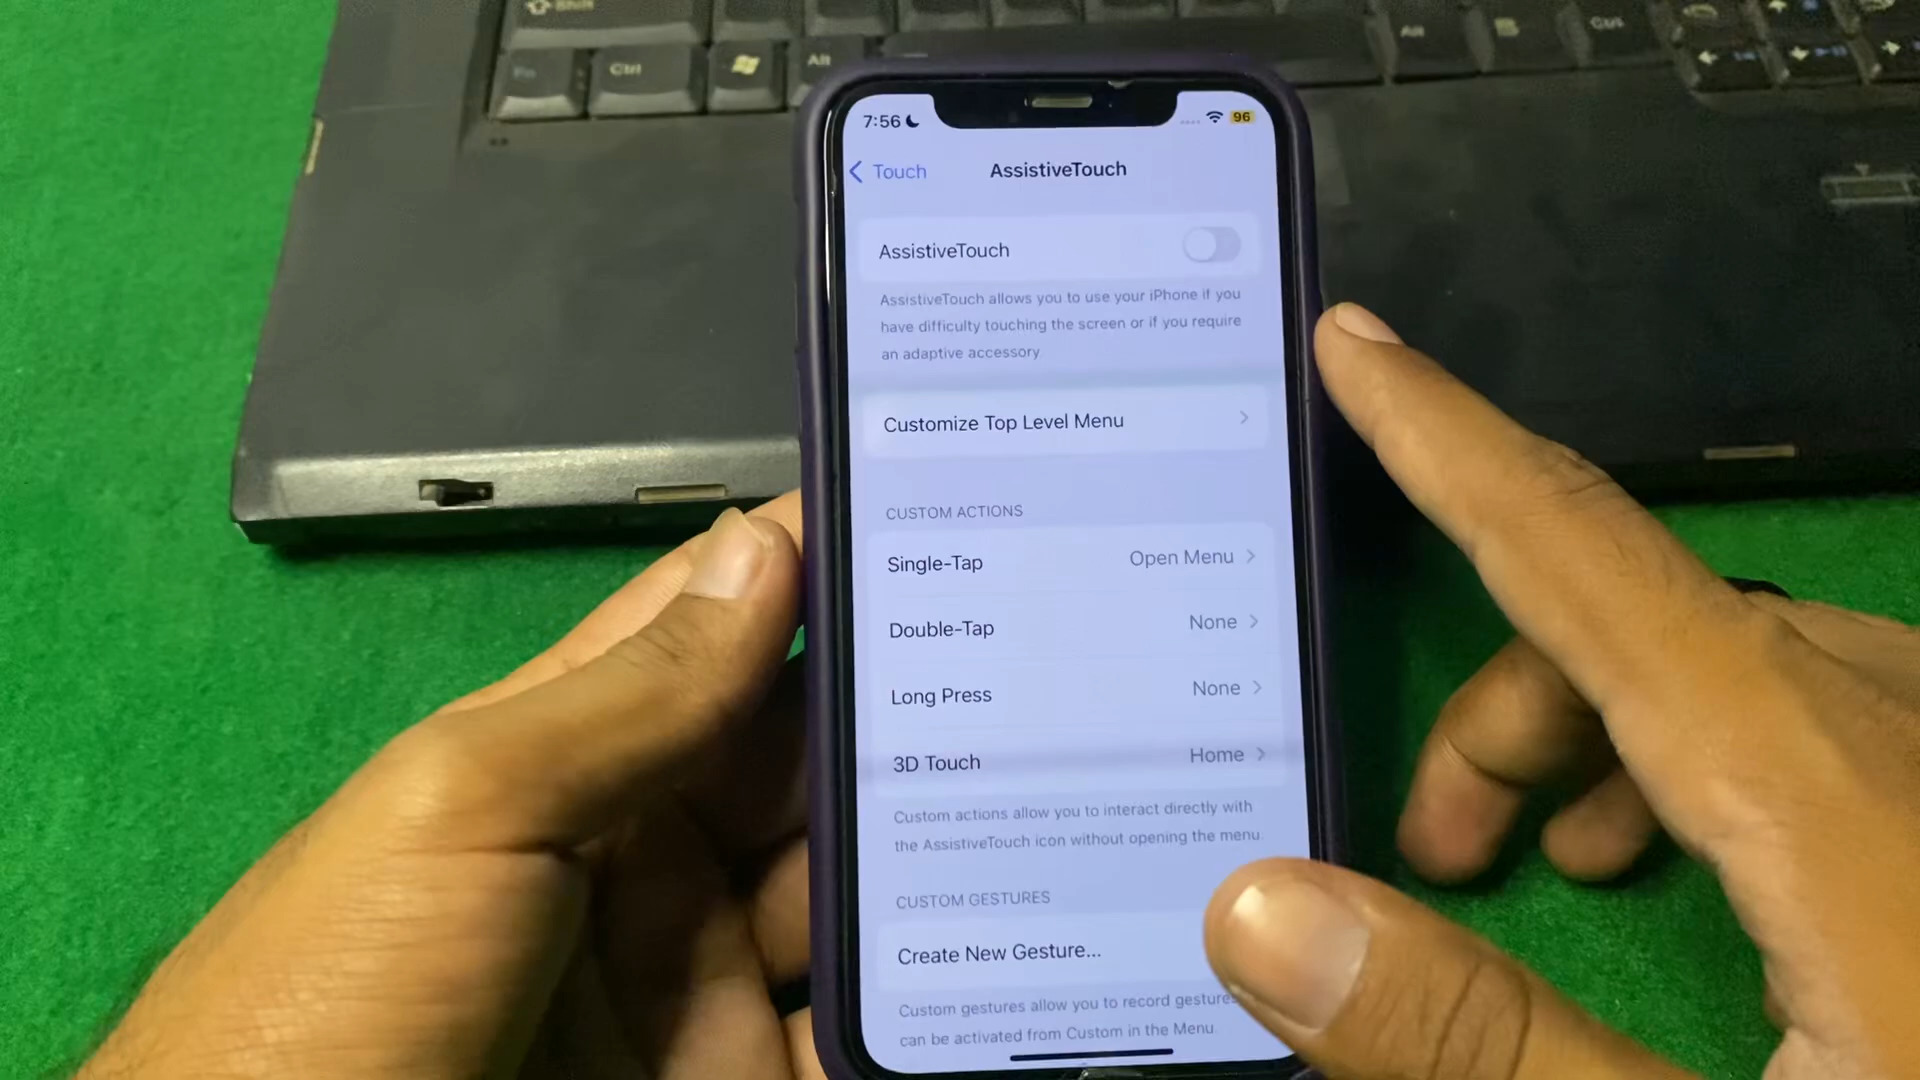 Shift
Fn
Ctrl
Alt
Alt
Ctrl
7:56
96
Touch
AssistiveTouch
AssistiveTouch
AssistiveTouch allows you to use your iPhone if you
have difficulty touching the screen or if you require
an adaptive accessory
Customize Top Level Menu
CUSTOM ACTIONS
Single-Tap Open Menu
Double-Tap None
Long Press None
3D Touch Home
Custom actions allow you to interact directly with
the AssistiveTouch icon without opening the menu.
CUSTOM GESTURES
Create New Gesture...
Custom gestures allow you to record gestures
can be activated from Custom in the Menu